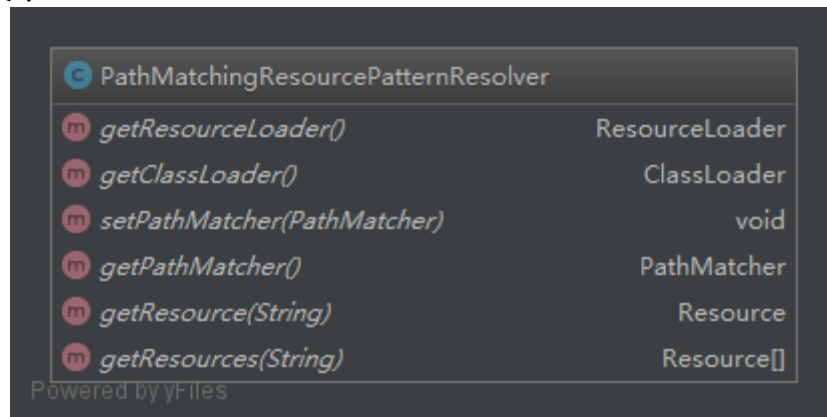 C PathMatchingResourcePatternResolver
m getResourceLoader() ResourceLoader
m getClassLoader() ClassLoader
m setPathMatcher(PathMatcher) void
m getPathMatcher() PathMatcher
m getResource(String) Resource
m getResources(String) Resource[]
Powered by yFiles